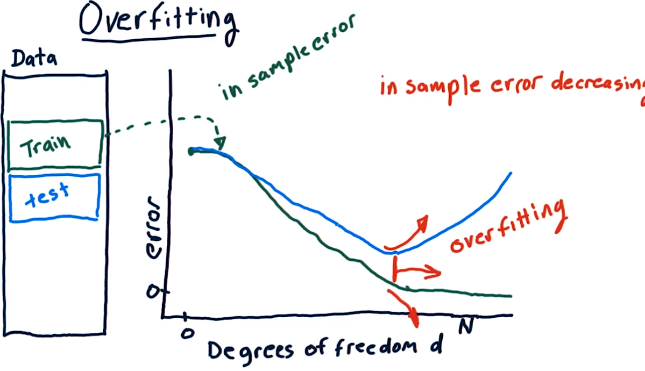 Overfitting
Data
Train
test
in sample error
in sample error decreasing
overfitting
error
0
0
N
Degrees of freedom d